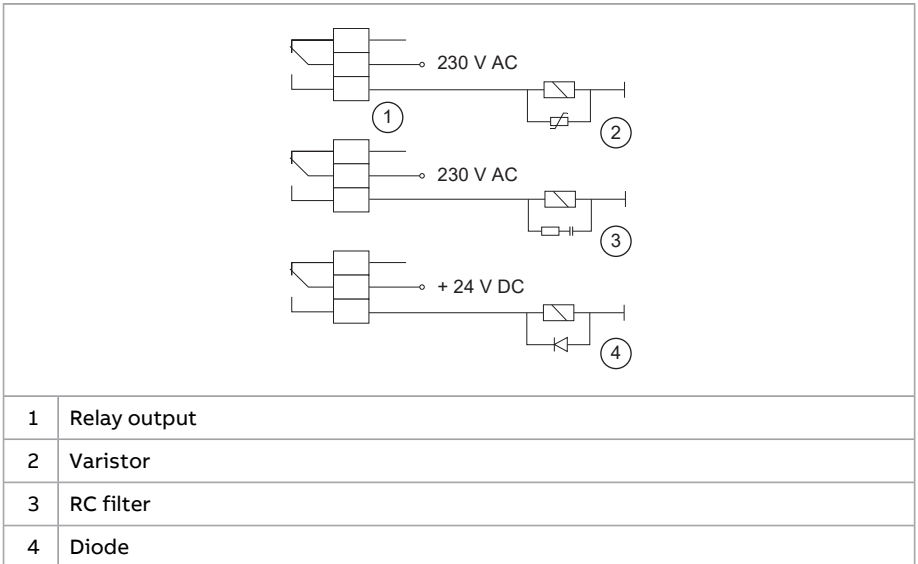 230 V AC
1
2
230 V AC
3
+ 24 V DC
4
1 Relay output
2 Varistor
3 RC filter
4 Diode